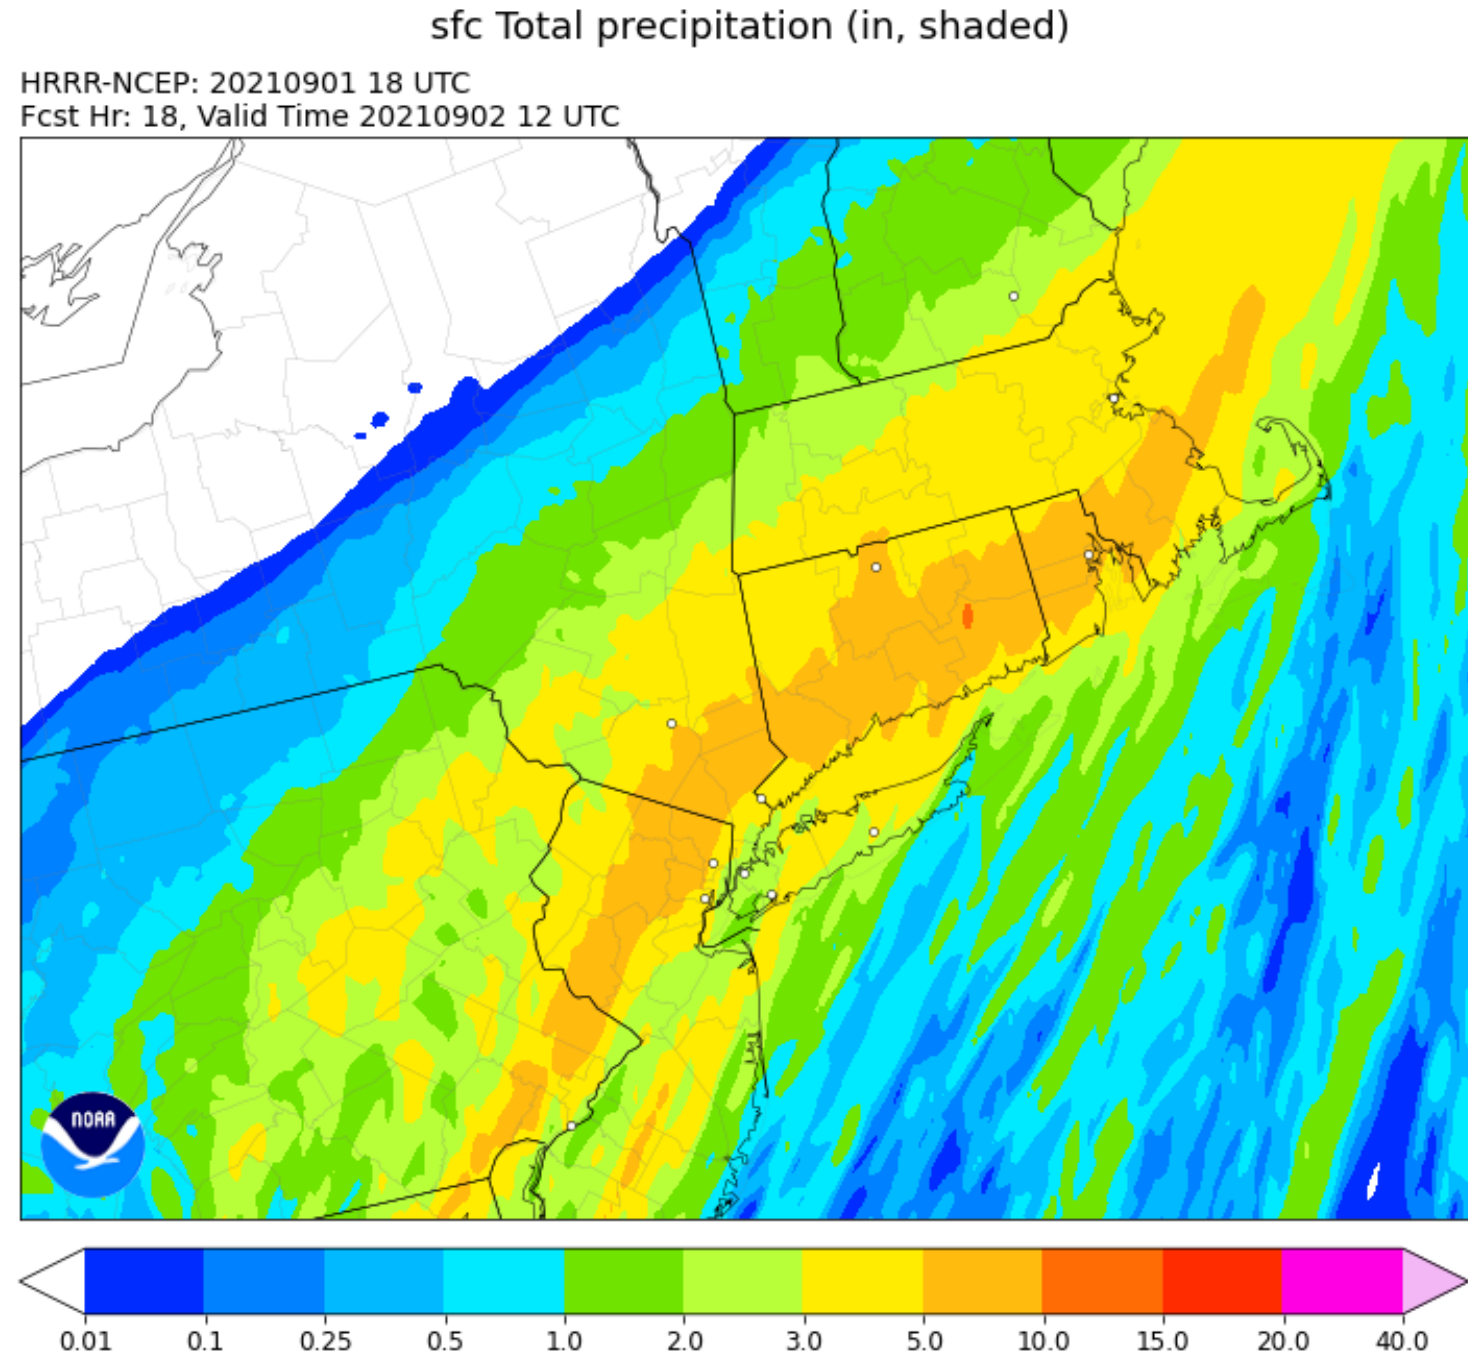 sfc Total precipitation (in, shaded)
HRRR-NCEP: 20210901 18 UTC
Fcst Hr: 18, Valid Time 20210902 12 UTC
NOAA
0.01 0.1 0.25 0.5 1.0 2.0 3.0 5.0 10.0 15.0 20.0 40.0